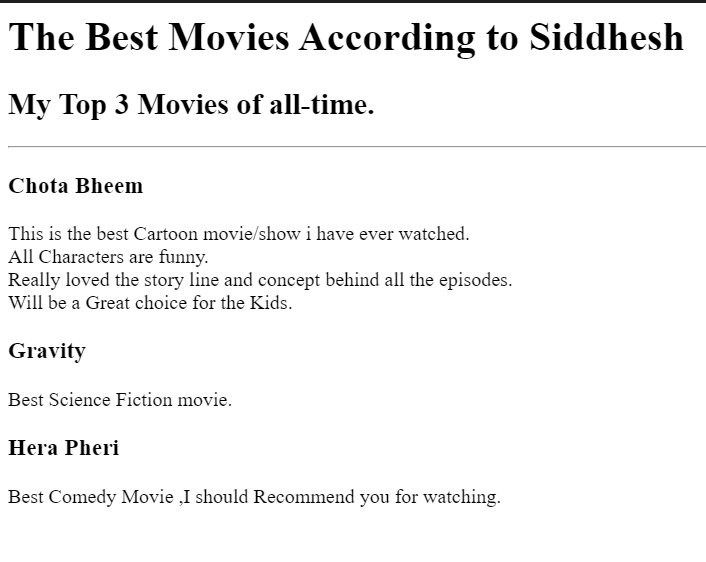 The Best Movies According to Siddhesh
My Top 3 Movies of all-time.
Chota Bheem
This is the best Cartoon movie/show i have ever watched.
All Characters are funny.
Really loved the story line and concept behind all the episodes.
Will be a Great choice for the Kids.
Gravity
Best Science Fiction movie.
Hera Pheri
Best Comedy Movie ,I should Recommend you for watching.